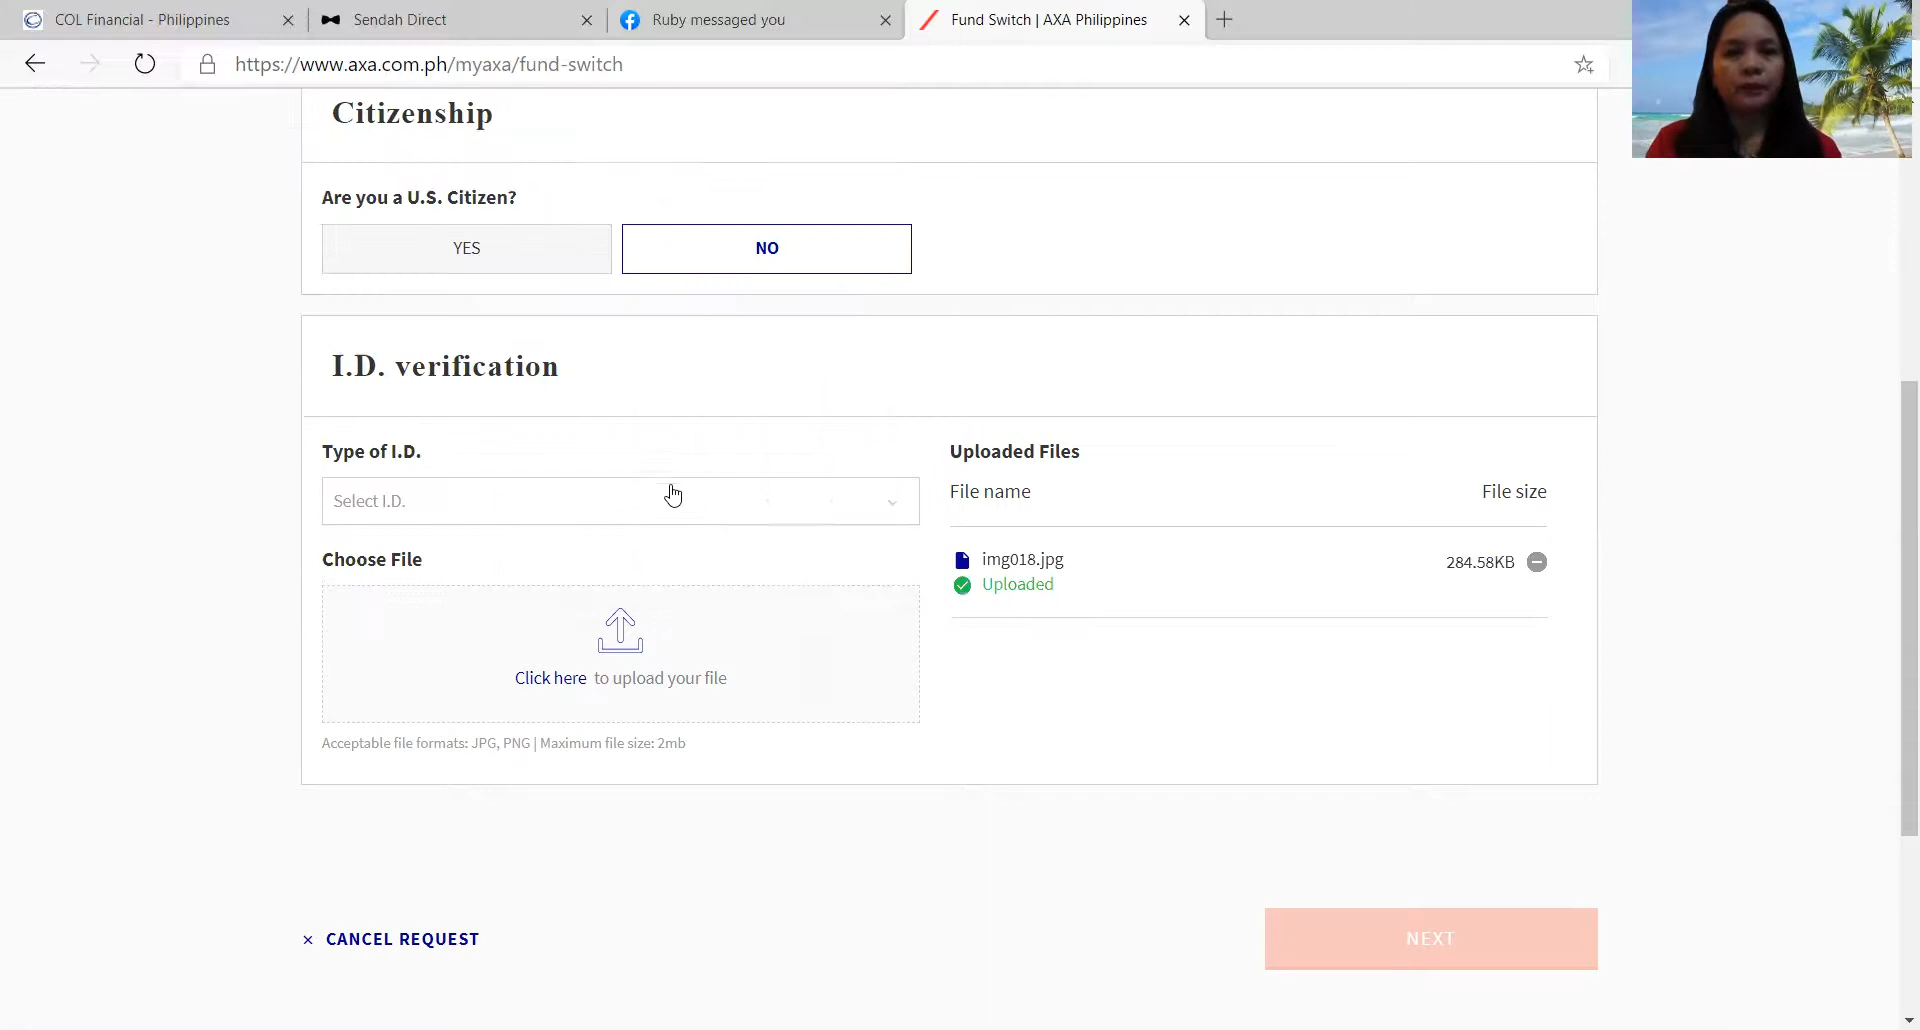 COL Financial - Philippines
Sendah Direct
Ruby messaged you
Fund Switch | AXA Philippines
https://www.axa.com.ph/myaxa/fund-switch
Citizenship
Are you a U.S. Citizen?
YES
NO
I.D. verification
Type of I.D.
Select I.D.
Choose File
Click here to upload your file
Acceptable file formats: JPG, PNG | Maximum file size: 2mb
Uploaded Files
File name
File size
img018.jpg
284.58KB
Uploaded
CANCEL REQUEST
NEXT